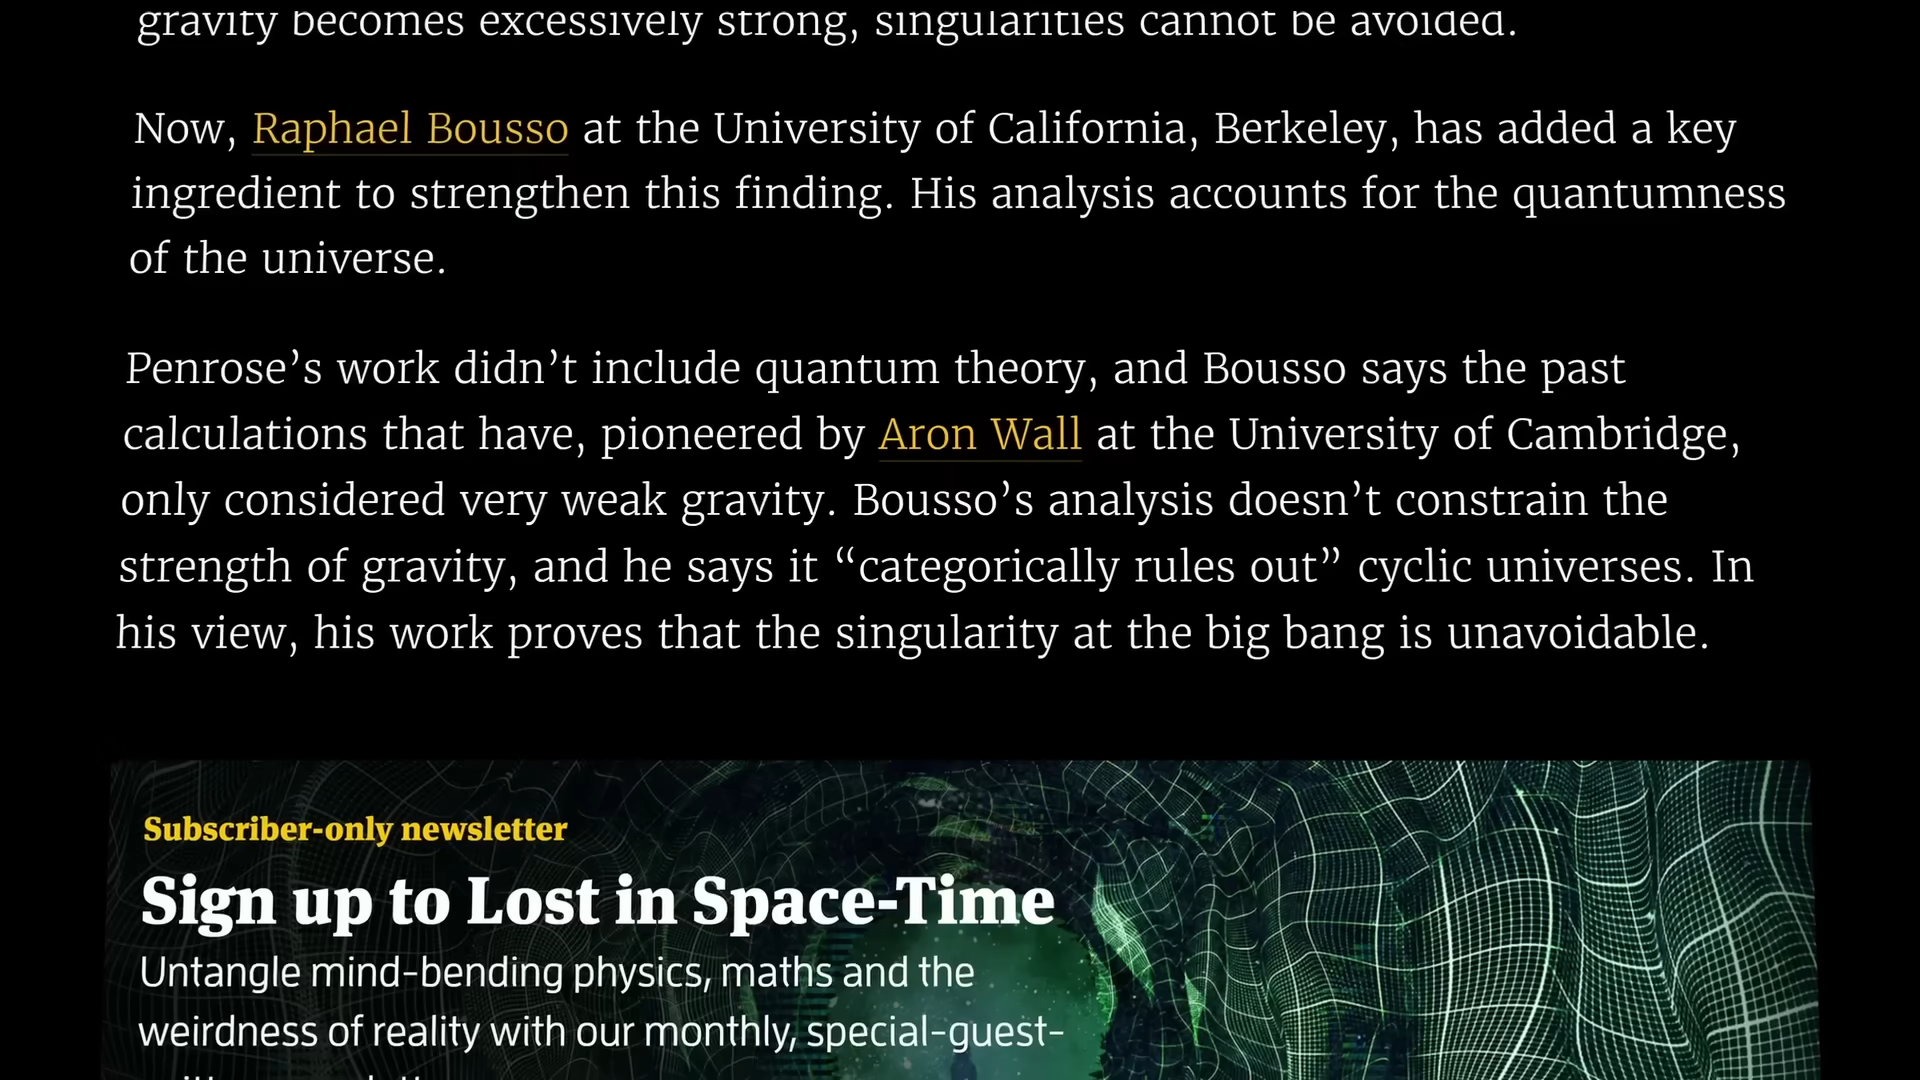 gravity becomes excessively strong, singularities cannot be avoided.
Now, Raphael Bousso at the University of California, Berkeley, has added a key
ingredient to strengthen this finding. His analysis accounts for the quantumness
of the universe.
Penrose’s work didn’t include quantum theory, and Bousso says the past
calculations that have, pioneered by Aron Wall at the University of Cambridge,
only considered very weak gravity. Bousso’s analysis doesn’t constrain the
strength of gravity, and he says it “categorically rules out” cyclic universes. In
his view, his work proves that the singularity at the big bang is unavoidable.
Subscriber-only newsletter
Sign up to Lost in Space-Time
Untangle mind-bending physics, maths and the
weirdness of reality with our monthly, special-guest-